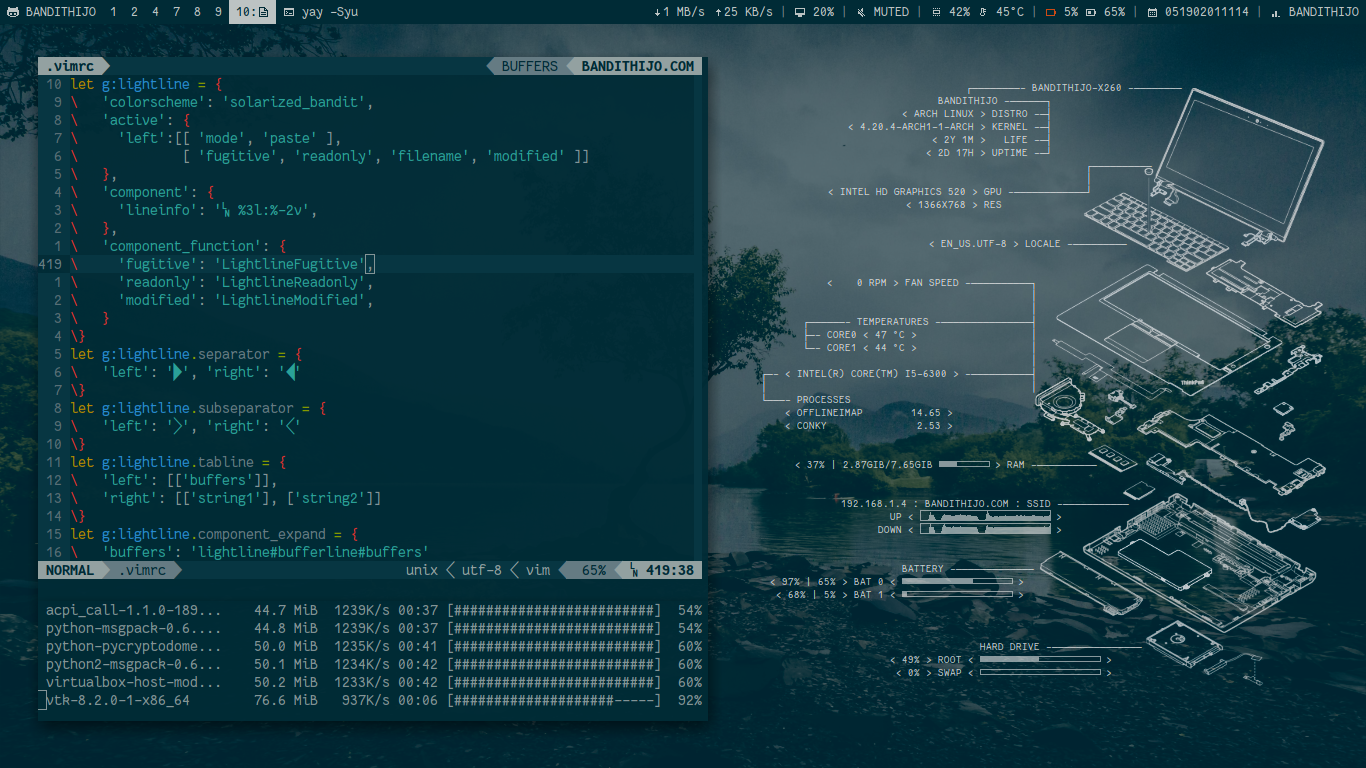 BANDITHIJO 1 2 4 7 8 9 10: yay -Syu 1 MB/s 25 KB/s | 20% | MUTED | 42% 45°C | 5% 65% | 051902011114 | BANDITHIJO
.vimrc BUFFERS BANDITHIJO.COM
10 let g:lightline = {
9 \ 'colorscheme': 'solarized_bandit',
8 \ 'active': {
7 \ 'left':[[ 'mode', 'paste' ],
6 \ [ 'fugitive', 'readonly', 'filename', 'modified' ]]
5 \ },
4 \ 'component': {
3 \ 'lineinfo': ' %3l:%-2v',
2 \ },
1 \ 'component_function': {
419 \ 'fugitive': 'LightlineFugitive',
1 \ 'readonly': 'LightlineReadonly',
2 \ 'modified': 'LightlineModified',
3 \ }
4 \}
5 let g:lightline.separator = {
6 \ 'left': '', 'right': ''
7 \}
8 let g:lightline.subseparator = {
9 \ 'left': '', 'right': ''
10 \}
11 let g:lightline.tabline = {
12 \ 'left': [['buffers']],
13 \ 'right': [['string1'], ['string2']]
14 \}
15 let g:lightline.component_expand = {
16 \ 'buffers': 'lightline#bufferline#buffers'
NORMAL .vimrc unix utf-8 vim 65% 419:38
acpi_call-1.1.0-189... 44.7 MiB 1239K/s 00:37 [#########################] 54%
python-msgpack-0.6.... 44.8 MiB 1239K/s 00:37 [#########################] 54%
python-pycryptodome... 50.0 MiB 1235K/s 00:41 [#########################] 60%
python2-msgpack-0.6... 50.1 MiB 1234K/s 00:42 [#########################] 60%
virtualbox-host-mod... 50.2 MiB 1233K/s 00:42 [#########################] 60%
vtk-8.2.0-1-x86_64 76.6 MiB 937K/s 00:06 [####################-----] 92%
BANDITHIJO-X260
BANDITHIJO
< ARCH LINUX > DISTRO
< 4.20.4-ARCH1-1-ARCH > KERNEL
< 2Y 1M > LIFE
< 2D 17H > UPTIME
< INTEL HD GRAPHICS 520 > GPU
< 1366X768 > RES
< EN_US.UTF-8 > LOCALE
< 0 RPM > FAN SPEED
TEMPERATURES
CORE0 < 47 °C >
CORE1 < 44 °C >
< INTEL(R) CORE(TM) I5-6300 >
PROCESSES
< OFFLINEIMAP 14.65 >
< CONKY 2.53 >
< 37% | 2.87GIB/7.65GIB > RAM
ThinkPad
192.168.1.4 : BANDITHIJO.COM : SSID
UP < >
DOWN < >
BATTERY
< 97% | 65% > BAT 0 < >
< 68% | 5% > BAT 1 < >
HARD DRIVE
< 49% > ROOT < >
< 0% > SWAP < >